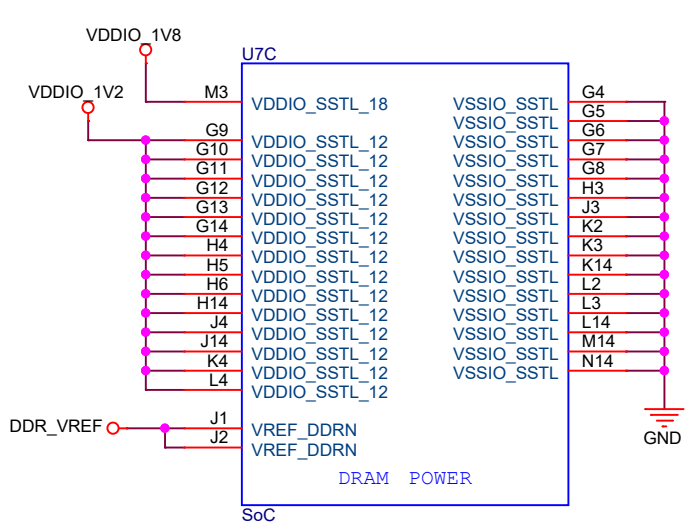 VDDIO_1V8
U7C
VDDIO_1V2
M3 VDDIO_SSTL_18 VSSIO_SSTL G4
VSSIO_SSTL G5
G9 VDDIO_SSTL_12 VSSIO_SSTL G6
G10 VDDIO_SSTL_12 VSSIO_SSTL G7
G11 VDDIO_SSTL_12 VSSIO_SSTL G8
G12 VDDIO_SSTL_12 VSSIO_SSTL H3
G13 VDDIO_SSTL_12 VSSIO_SSTL J3
G14 VDDIO_SSTL_12 VSSIO_SSTL K2
H4 VDDIO_SSTL_12 VSSIO_SSTL K3
H5 VDDIO_SSTL_12 VSSIO_SSTL K14
H6 VDDIO_SSTL_12 VSSIO_SSTL L2
H14 VDDIO_SSTL_12 VSSIO_SSTL L3
J4 VDDIO_SSTL_12 VSSIO_SSTL L14
J14 VDDIO_SSTL_12 VSSIO_SSTL M14
K4 VDDIO_SSTL_12 VSSIO_SSTL N14
L4 VDDIO_SSTL_12
DDR_VREF J1 VREF_DDRN
J2 VREF_DDRN
GND
DRAM POWER
SoC